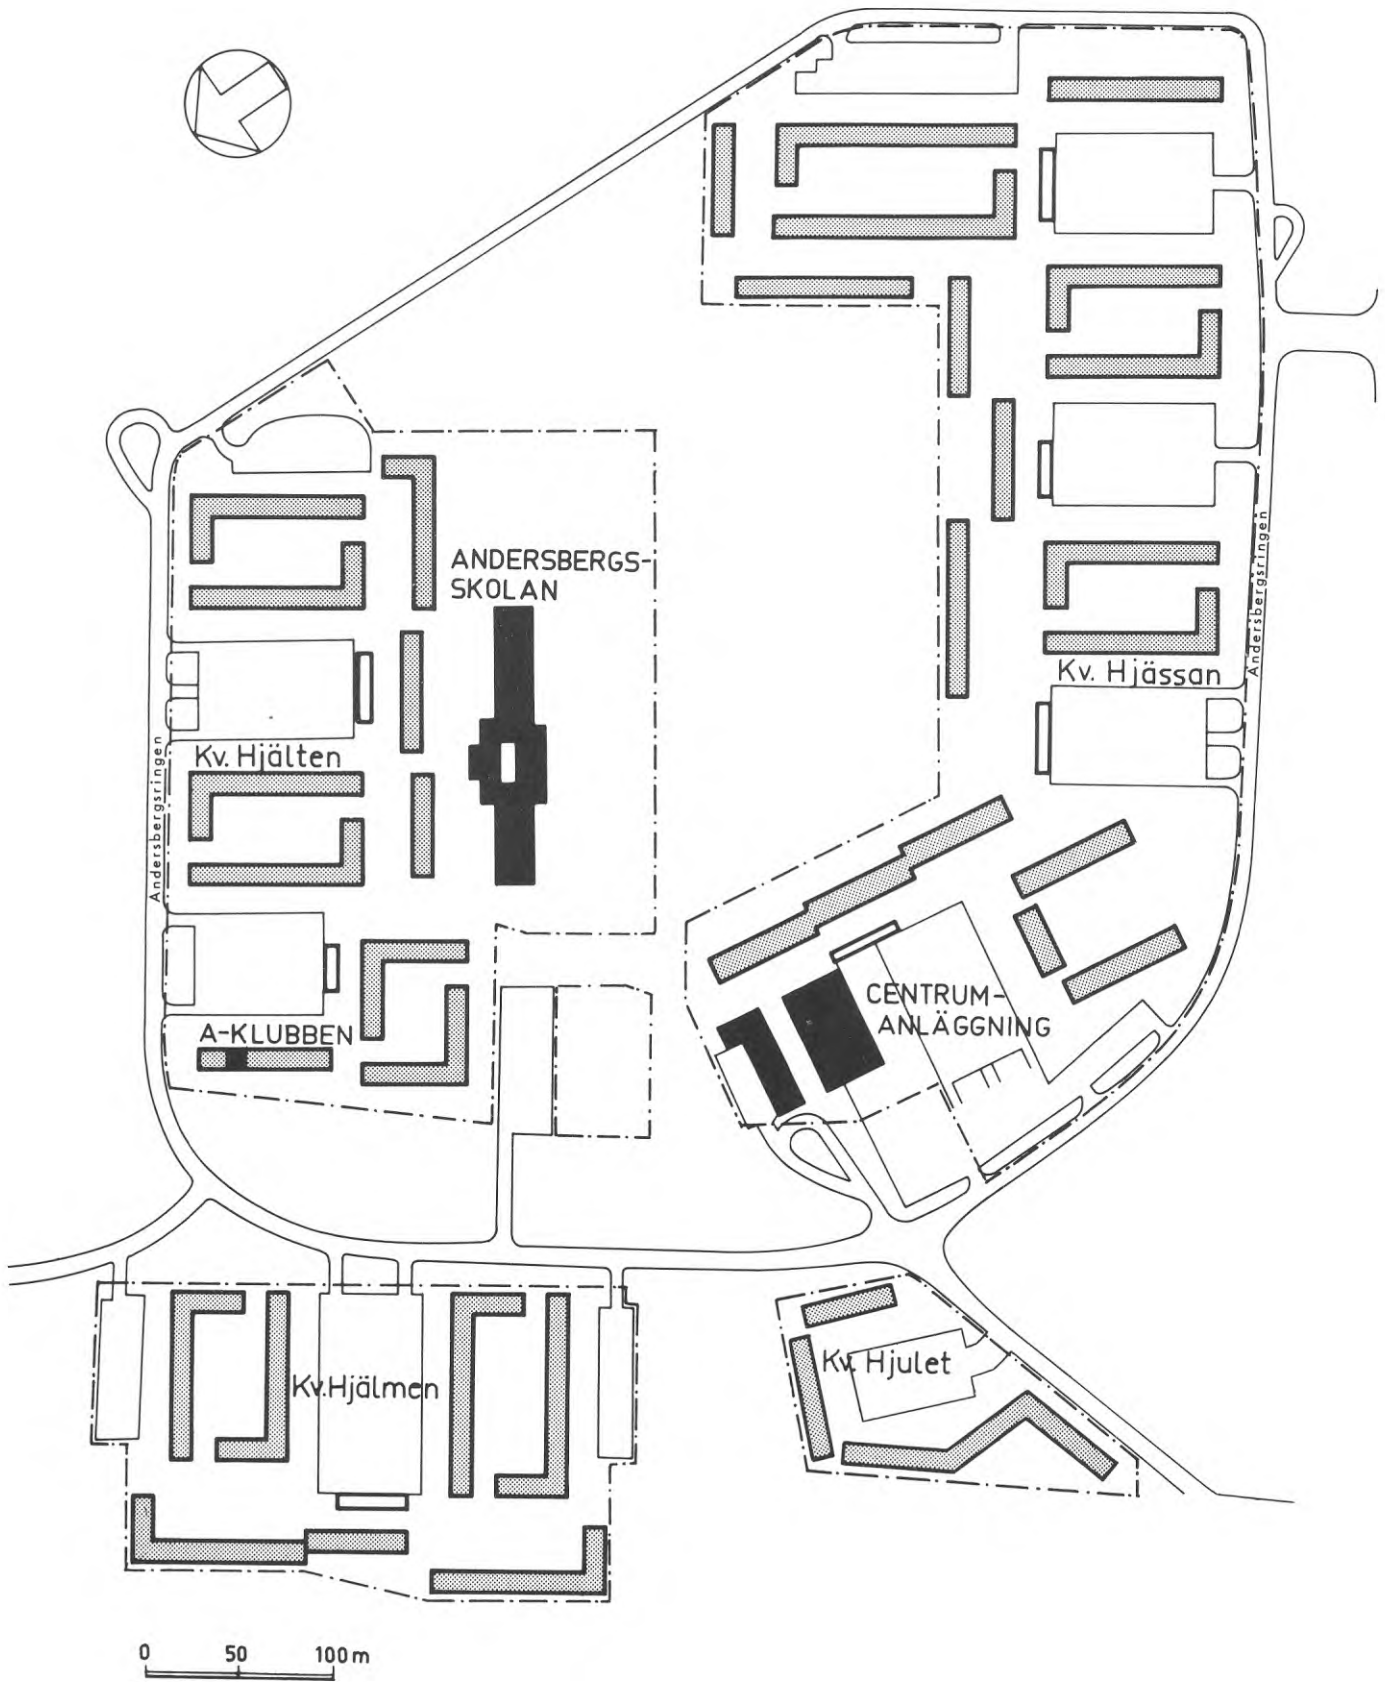 ANDERSBERGS-
SKOLAN
Andersbergsringen
Kv. Hjässan
Kv. Hjälten
Andersbergsringen
CENTRUM-
ANLÄGGNING
A-KLUBBEN
Kv. Hjulet
Kv. Hjälmen
0 50 100 m